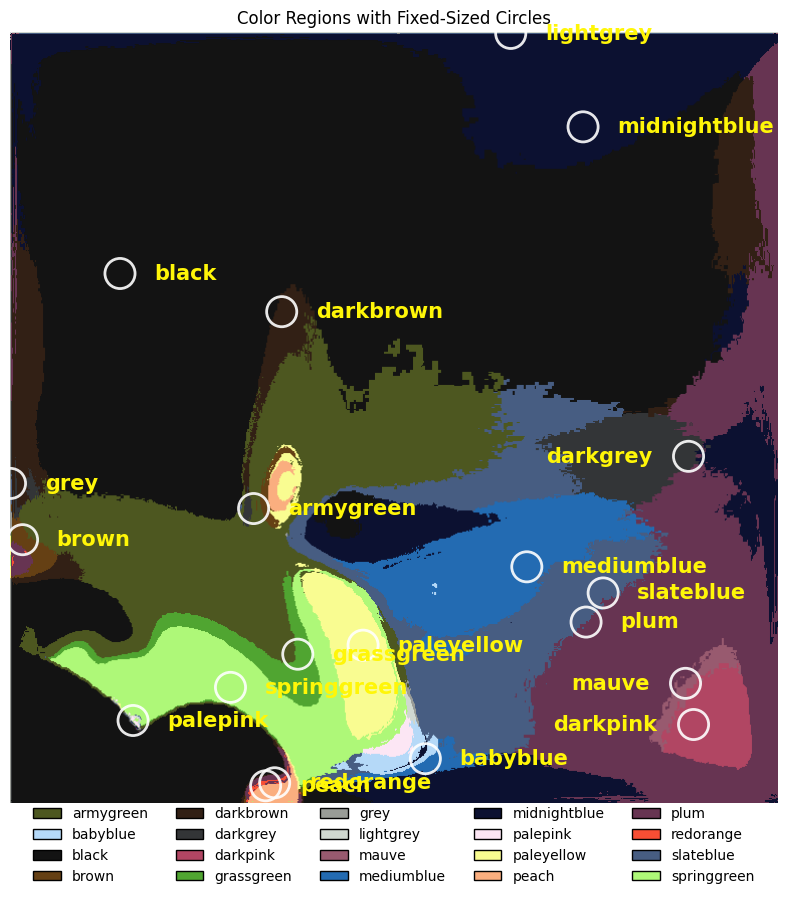 Color Regions with Fixed-Sized Circles
lightgrey
midnightblue
black
darkbrown
darkgrey
grey
armygreen
brown
mediumblue
slateblue
plum
paleyellow
grassgreen
mauve
springgreen
palepink
darkpink
babyblue
redorange
peach
armygreen darkbrown grey midnightblue plum
babyblue darkgrey lightgrey palepink redorange
black darkpink mauve paleyellow slateblue
brown grassgreen mediumblue peach springgreen